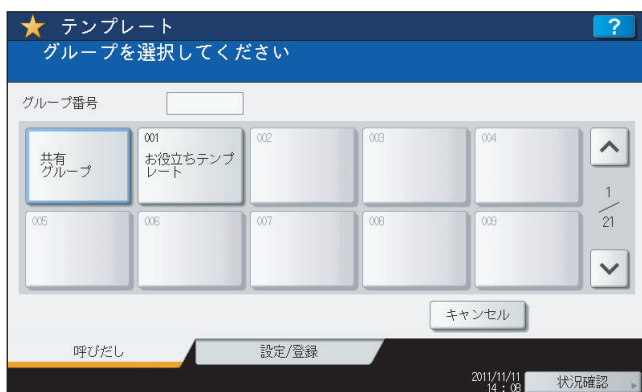 テンプレート
?
グループを選択してください
グループ番号
共有
グループ
001
お役立ちテンプ
レート
002
003
004
1
21
005
006
007
008
009
キャンセル
呼びだし
設定/登録
2011/11/11
14 : 08
状況確認